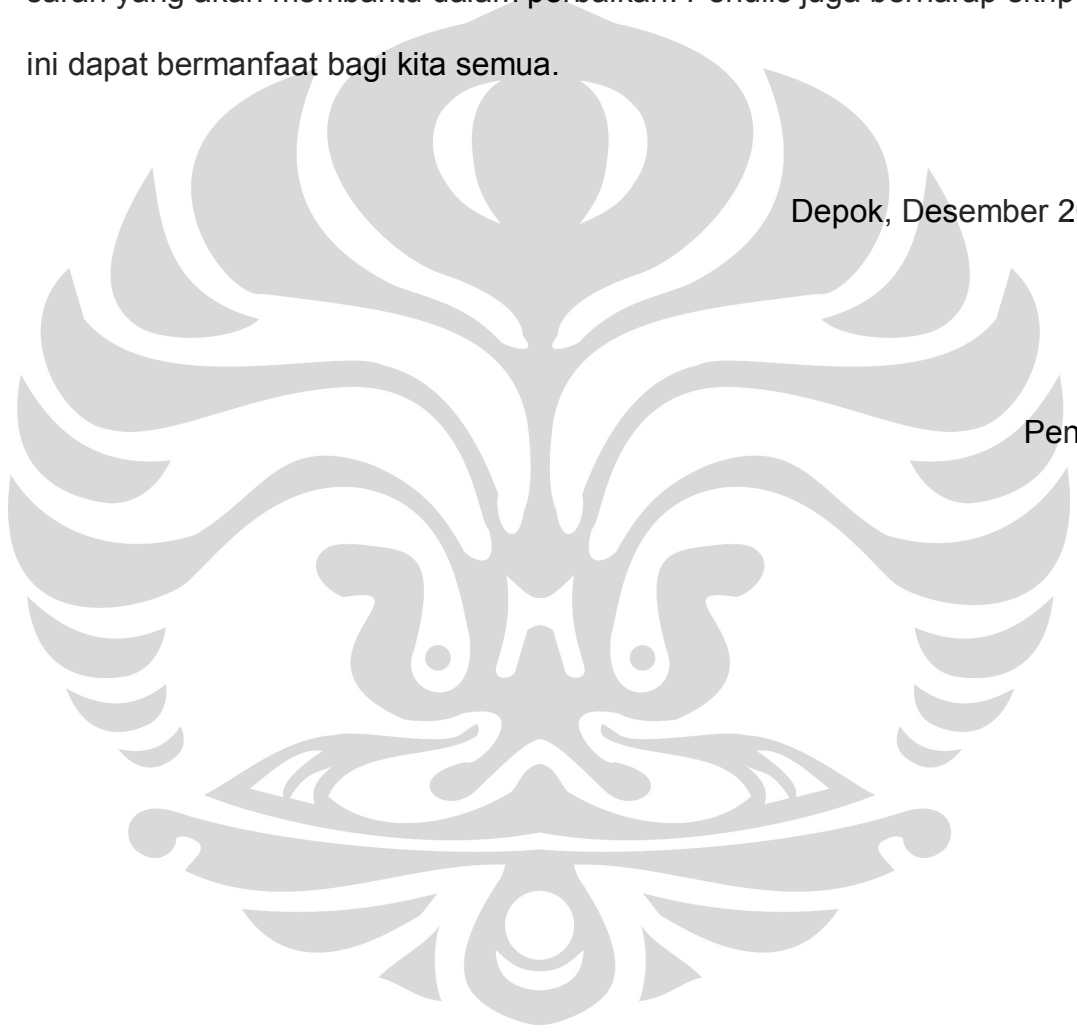 saran yang akan membantu dalam perbaikan. Penulis juga berharap skrip
ini dapat bermanfaat bagi kita semua.
Depok, Desember 2
Pen